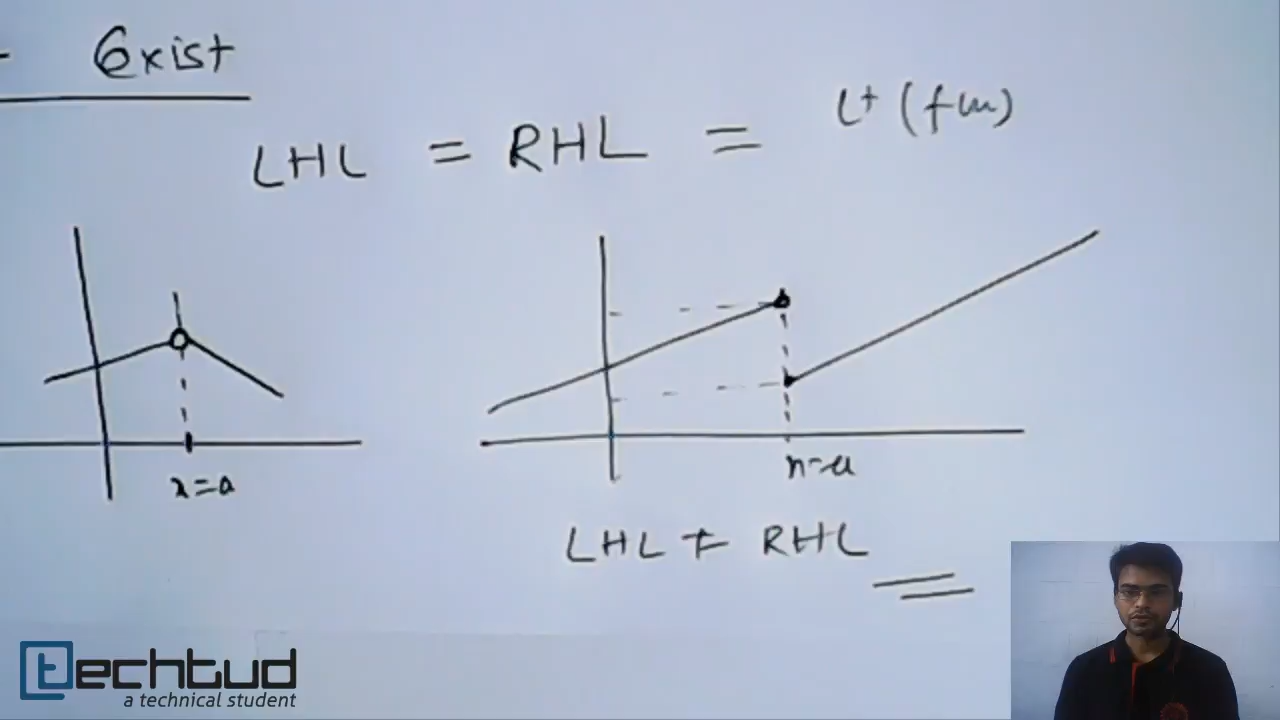 Exist
LHL = RHL = Lt (f(x))
x=a
x=a
LHL ≠ RHL
techtud
a technical student